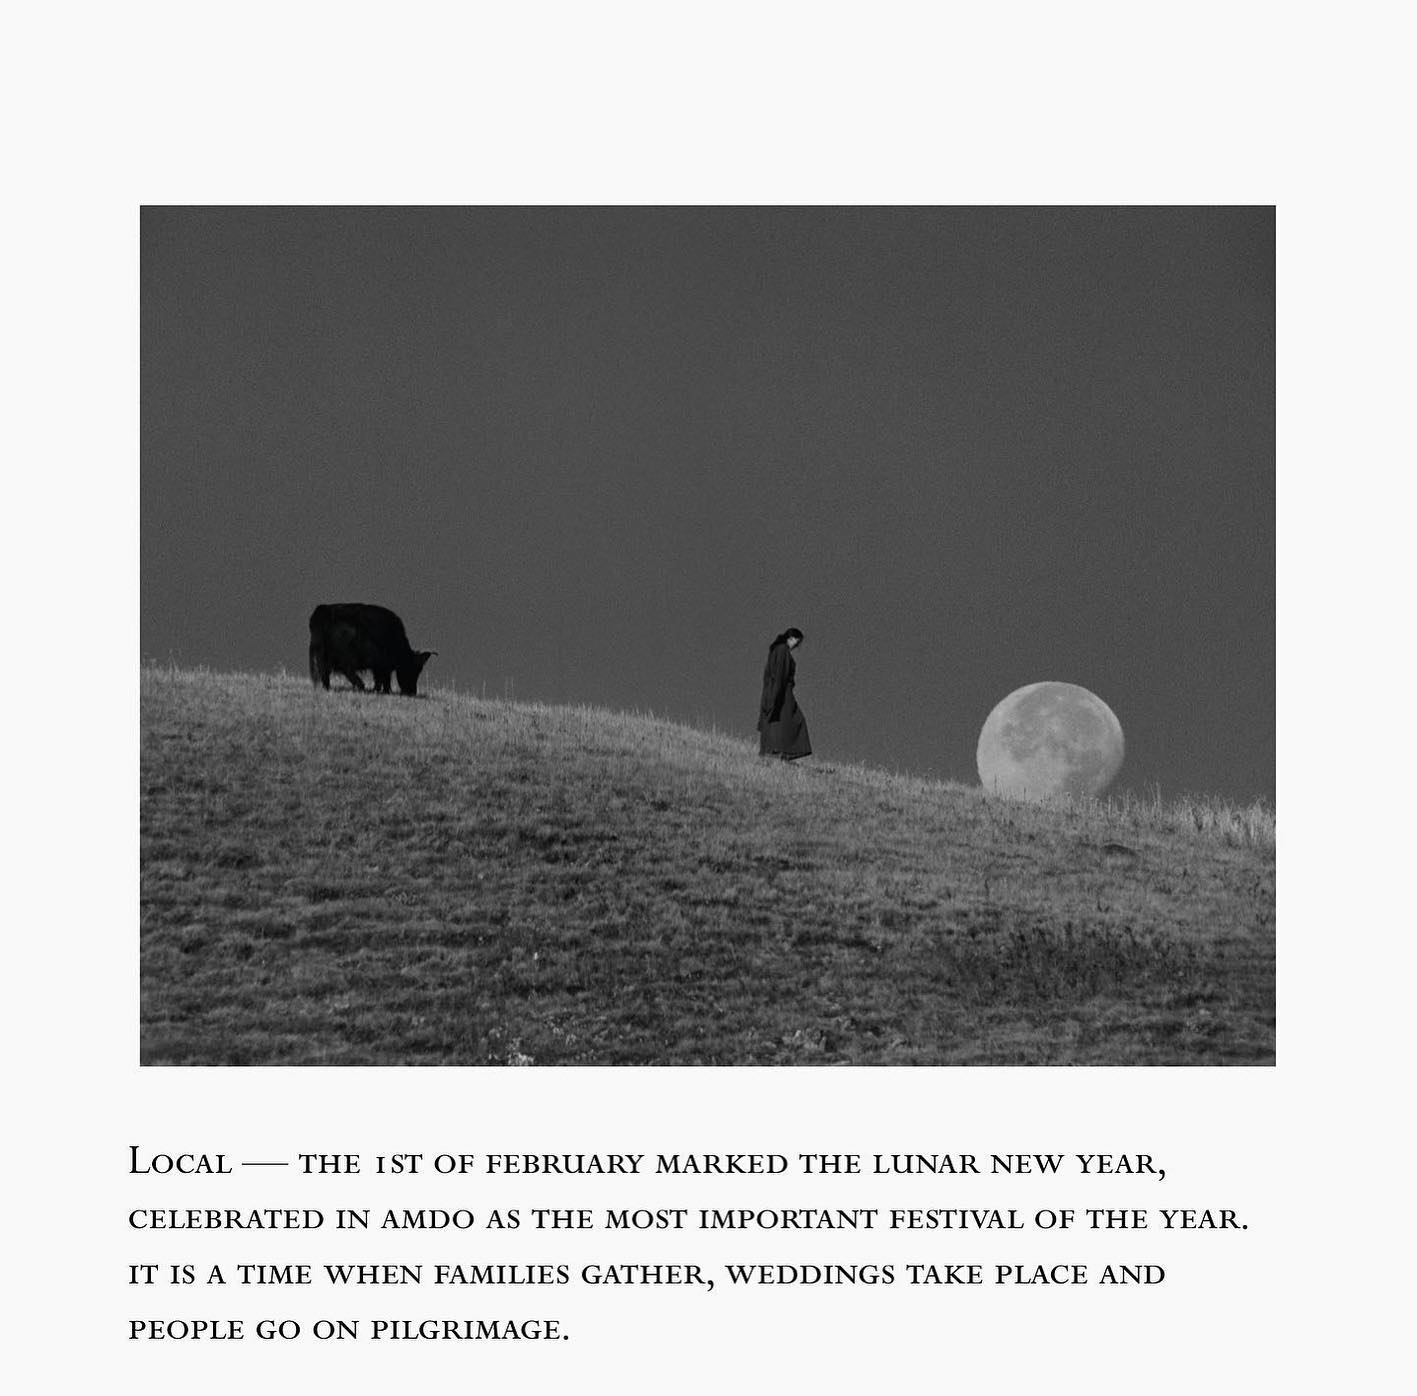 Local — the 1st of february marked the lunar new year,
celebrated in amdo as the most important festival of the year.
it is a time when families gather, weddings take place and
people go on pilgrimage.